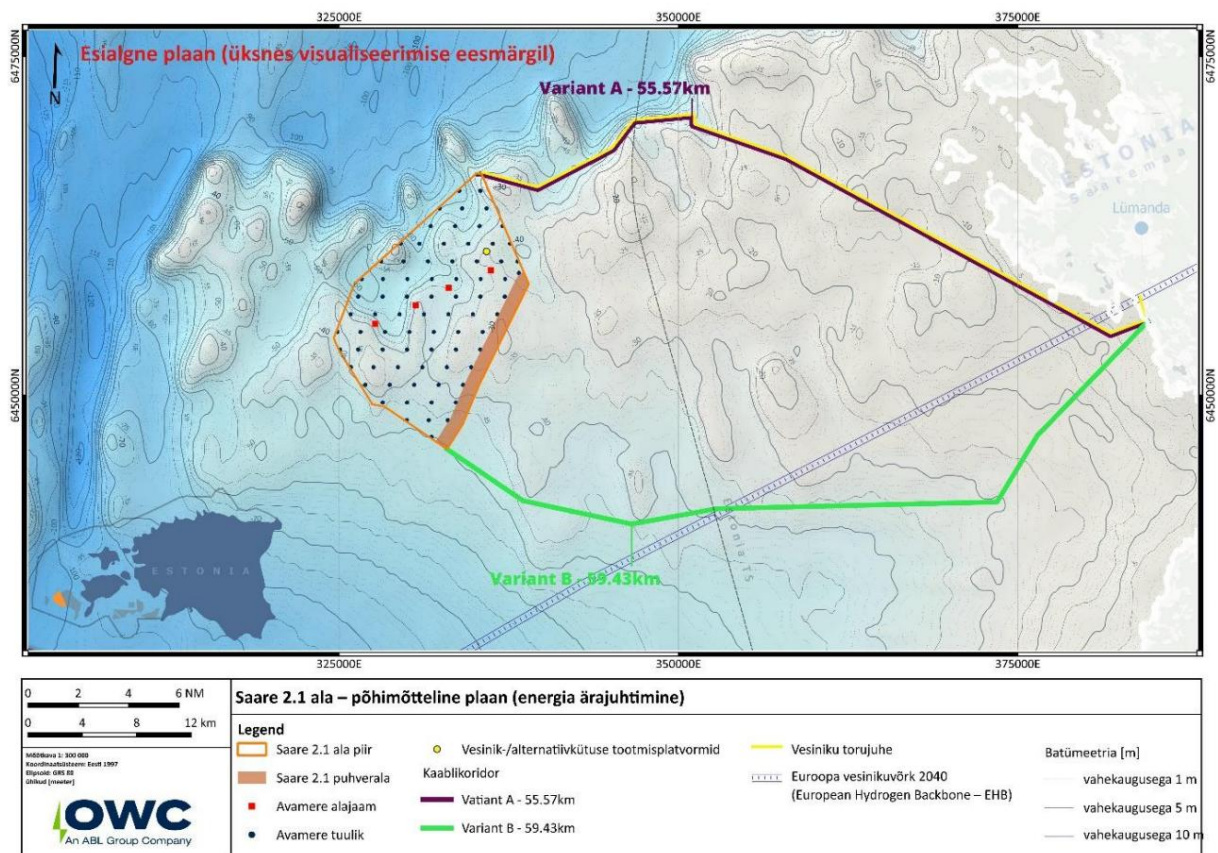 325000E 350000E 375000E
6475000N 6475000N
Esialgne plaan (üksnes visualiseerimise eesmärgil)
N
Variant A - 55.57km
ESTONIA
Saaremaa
Lümanda
6450000N 6450000N
Estonia TS
Variant B - 59.43km
ESTONIA
325000E 350000E 375000E
0 2 4 6 NM
0 4 8 12 km
Mõõtkava 1: 300 000
Koordinaatsüsteem: Eesti 1997
Ellipsoid: GRS 80
Ühikud [meeter]
OWC
An ABL Group Company
Saare 2.1 ala – põhimõtteline plaan (energia ärajuhtimine)
Legend
Saare 2.1 ala piir
Saare 2.1 puhverala
Avamere alajaam
Avamere tuulik
Vesinik-/alternatiivkütuse tootmisplatvormid
Kaablikoridor
Vatiant A - 55.57km
Variant B - 59.43km
Vesiniku torujuhe
Euroopa vesinikuvõrk 2040
(European Hydrogen Backbone – EHB)
Batümeetria [m]
vahekaugusega 1 m
vahekaugusega 5 m
vahekaugusega 10 m